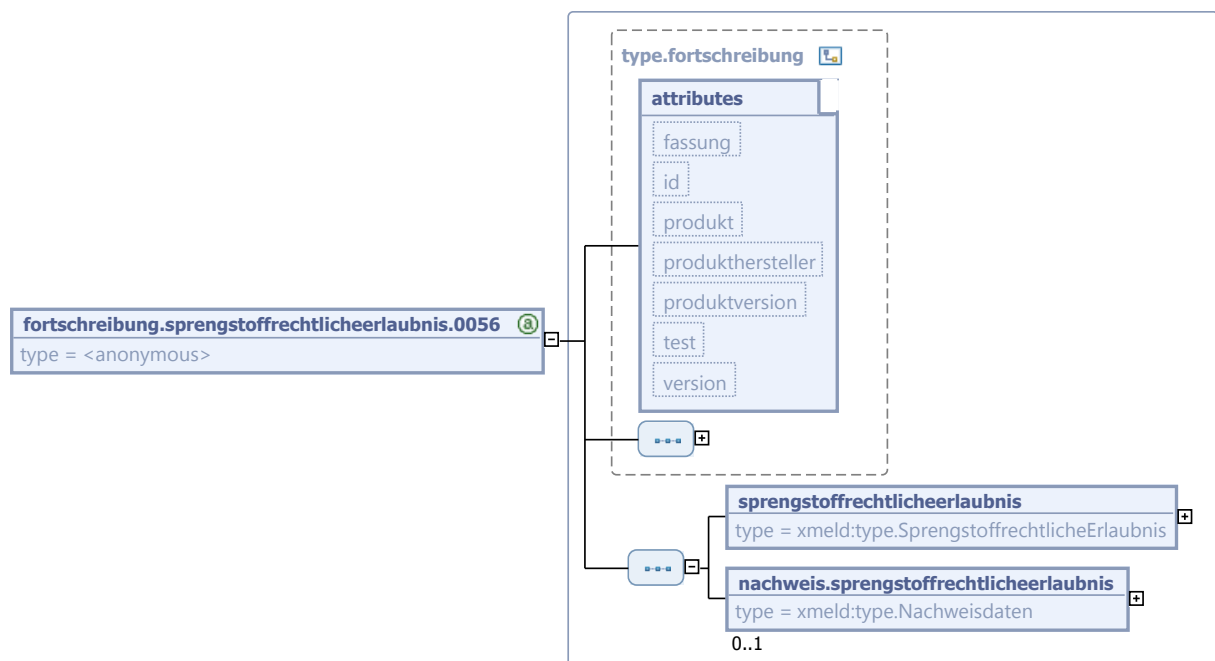 type.fortschreibung
attributes
fassung
id
produkt
produkthersteller
produktversion
test
version
fortschreibung.sprengstoffrechtlicheerlaubnis.0056
type = <anonymous>
sprengstoffrechtlicheerlaubnis
type = xmeld:type.SprengstoffrechtlicheErlaubnis
nachweis.sprengstoffrechtlicheerlaubnis
type = xmeld:type.Nachweisdaten
0..1